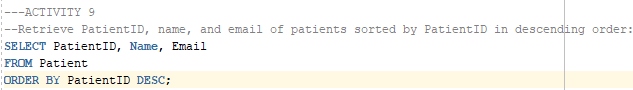 ---ACTIVITY 9
--Retrieve PatientID, name, and email of patients sorted by PatientID in descending order:
SELECT PatientID, Name, Email
FROM Patient
ORDER BY PatientID DESC;